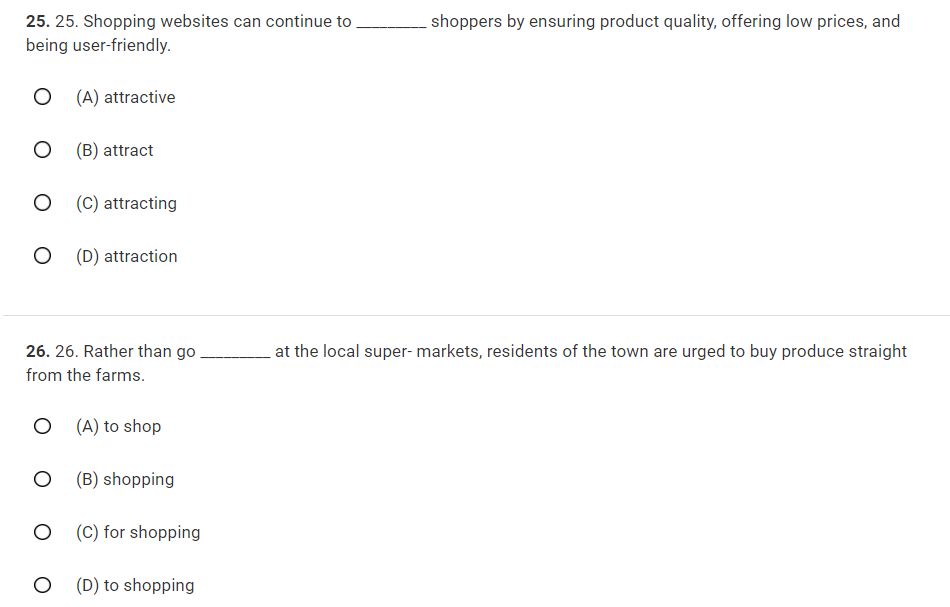 25. 25. Shopping websites can continue to _________ shoppers by ensuring product quality, offering low prices, and
being user-friendly.
(A) attractive
(B) attract
(C) attracting
(D) attraction
26. 26. Rather than go _________ at the local super- markets, residents of the town are urged to buy produce straight
from the farms.
(A) to shop
(B) shopping
(C) for shopping
(D) to shopping